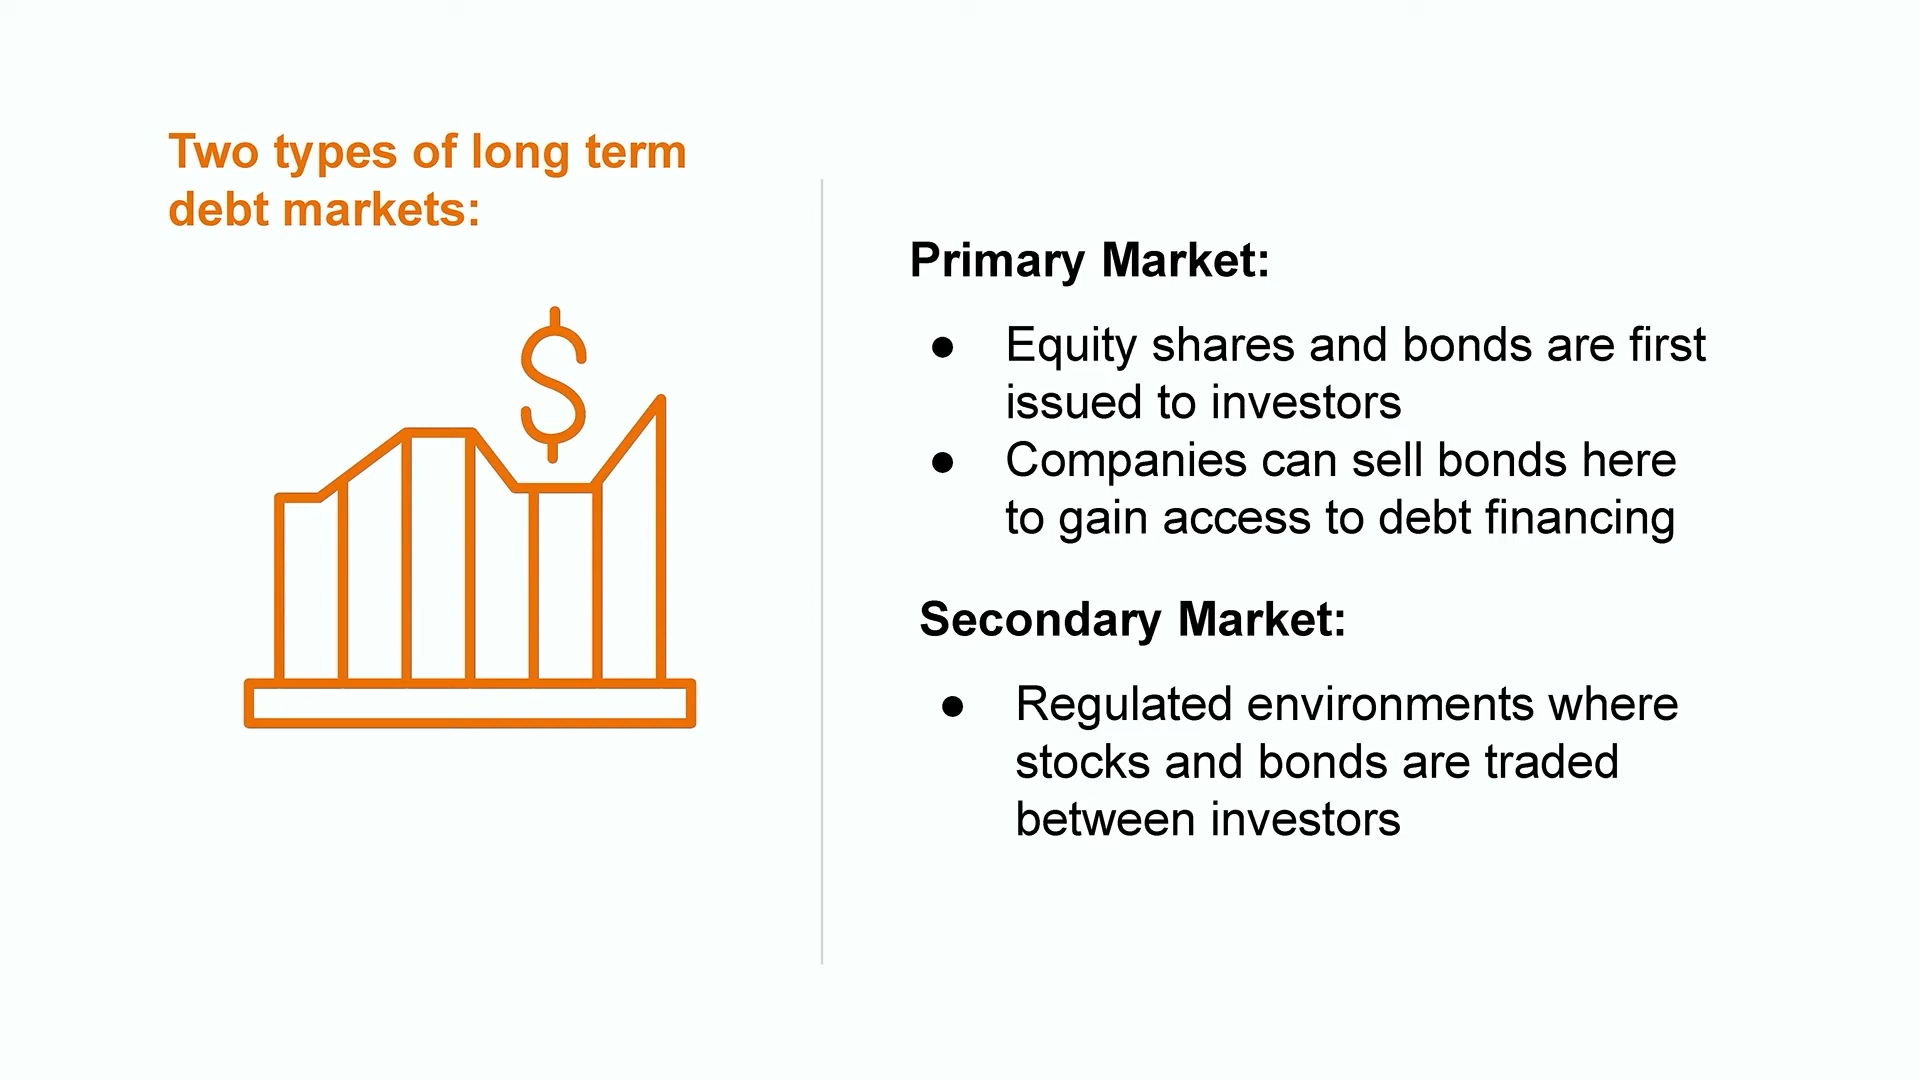 Two types of long term
debt markets:
$
Primary Market:
● Equity shares and bonds are first
issued to investors
● Companies can sell bonds here
to gain access to debt financing
Secondary Market:
● Regulated environments where
stocks and bonds are traded
between investors